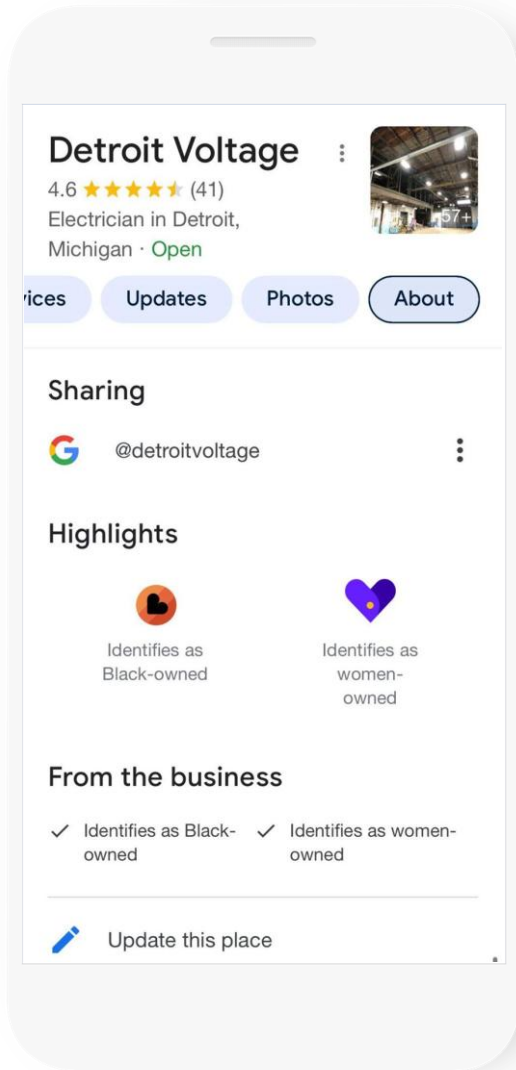 Detroit Voltage
4.6 (41)
Electrician in Detroit,
Michigan · Open
57+
ices
Updates
Photos
About
Sharing
@detroitvoltage
Highlights
Identifies as
Black-owned
Identifies as
women-
owned
From the business
Identifies as Black-
owned
Identifies as women-
owned
Update this place